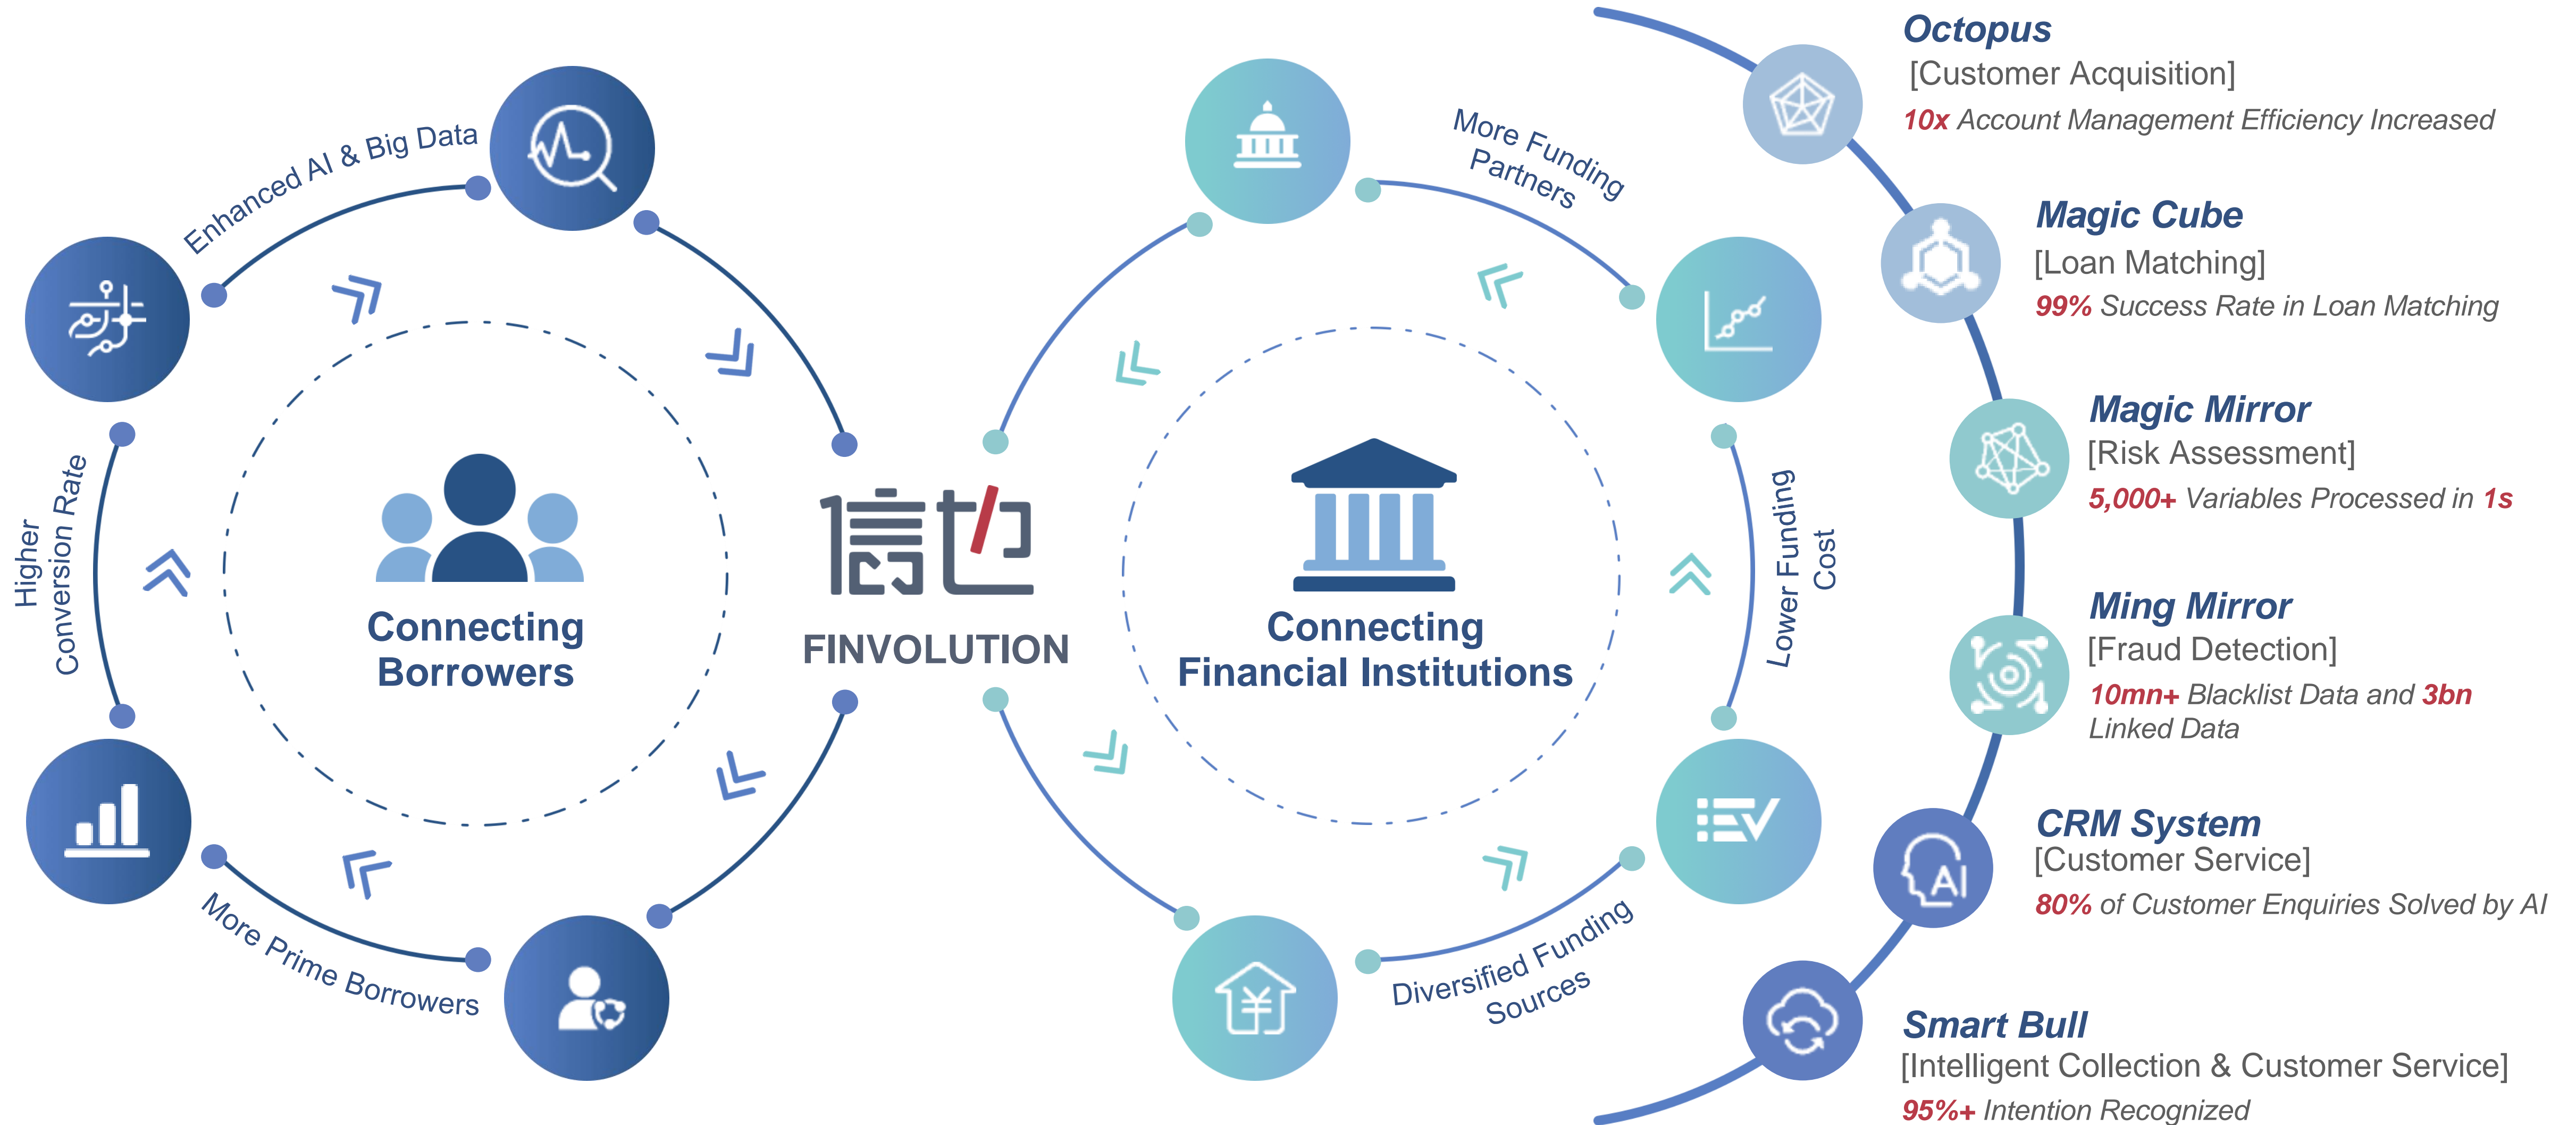 Enhanced AI & Big Data
Higher
Conversion Rate
More Prime Borrowers
Connecting
Borrowers
信也
FINVOLUTION
More Funding
Partners
Lower Funding
Cost
Diversified Funding
Sources
¥
Connecting
Financial Institutions
Octopus
[Customer Acquisition]
10x Account Management Efficiency Increased
Magic Cube
[Loan Matching]
99% Success Rate in Loan Matching
Magic Mirror
[Risk Assessment]
5,000+ Variables Processed in 1s
Ming Mirror
[Fraud Detection]
10mn+ Blacklist Data and 3bn
Linked Data
AI
CRM System
[Customer Service]
80% of Customer Enquiries Solved by AI
Smart Bull
[Intelligent Collection & Customer Service]
95%+ Intention Recognized